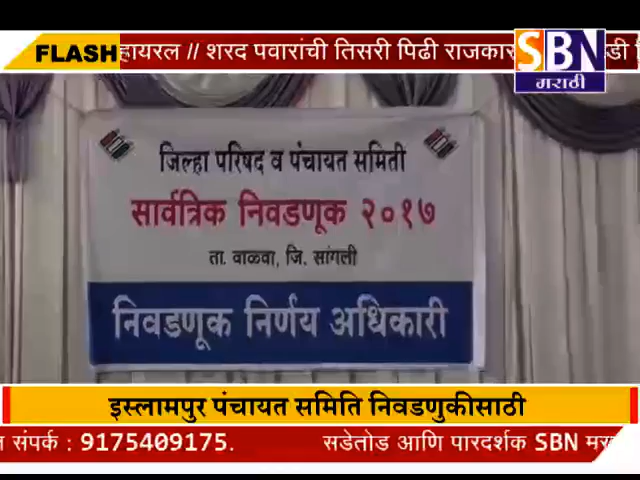 FLASH हायरल // शरद पवारांची तिसरी पिढी राजकार
SBN
मराठी
जिल्हा परिषद व पंचायत समिती
सार्वत्रिक निवडणूक २०१७
ता. वाळवा, जि. सांगली
निवडणूक निर्णय अधिकारी
इस्लामपुर पंचायत समिति निवडणुकीसाठी
संपर्क : 9175409175. सडेतोड आणि पारदर्शक SBN